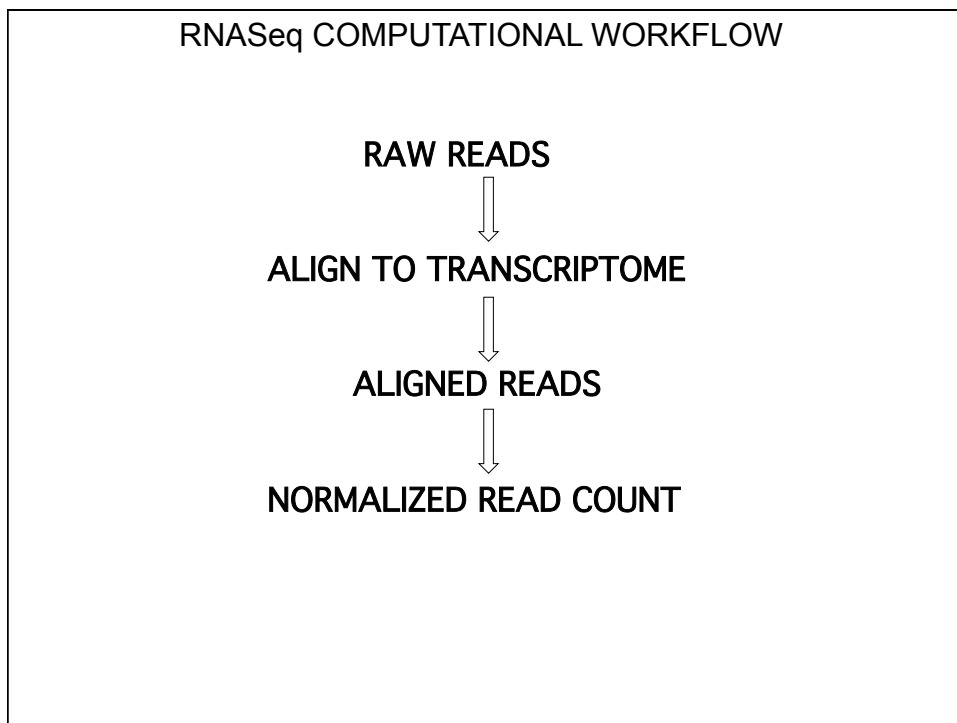 RNASeq COMPUTATIONAL WORKFLOW
RAW READS
ALIGN TO TRANSCRIPTOME
ALIGNED READS
NORMALIZED READ COUNT